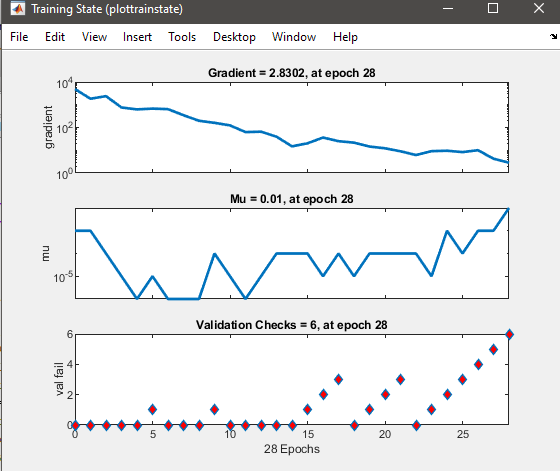 Training State (plottrainstate)
File Edit View Insert Tools Desktop Window Help
Gradient = 2.8302, at epoch 28
10^4
10^2
10^0
gradient
Mu = 0.01, at epoch 28
10^-5
mu
Validation Checks = 6, at epoch 28
6
4
2
0
val fail
0 5 10 15 20 25
28 Epochs